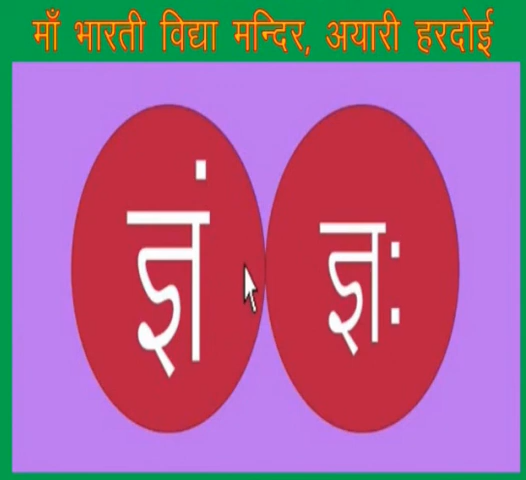 माँ भारती विद्या मन्दिर, अयारी हरदोई
ज्ञं ज्ञः